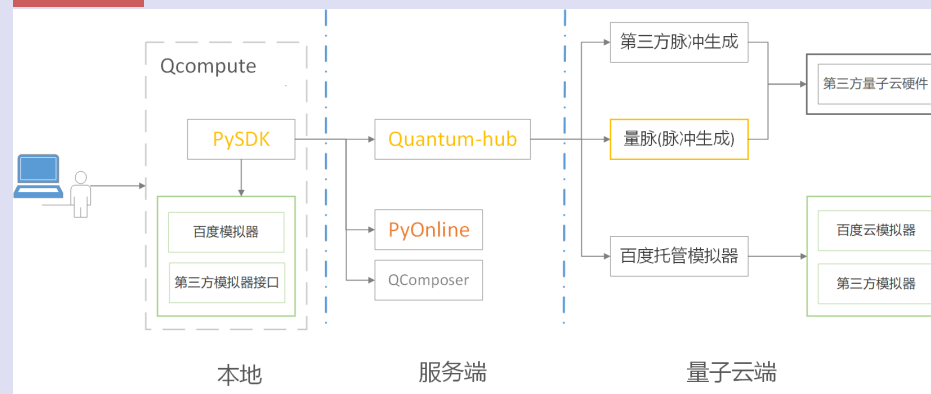 Qcompute
PySDK
百度模拟器
第三方模拟器接口
Quantum-hub
PyOnline
QComposer
第三方脉冲生成
量脉(脉冲生成)
百度托管模拟器
第三方量子云硬件
百度云模拟器
第三方模拟器
本地
服务端
量子云端